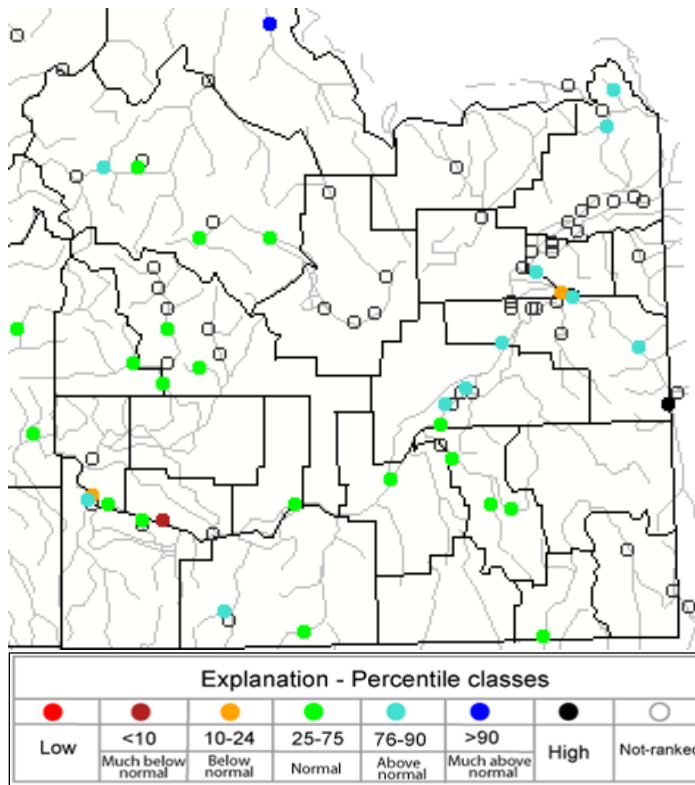 Explanation - Percentile classes
Low <10 10-24 25-75 76-90 >90 High Not-ranked
Much below normal Below normal Normal Above normal Much above normal